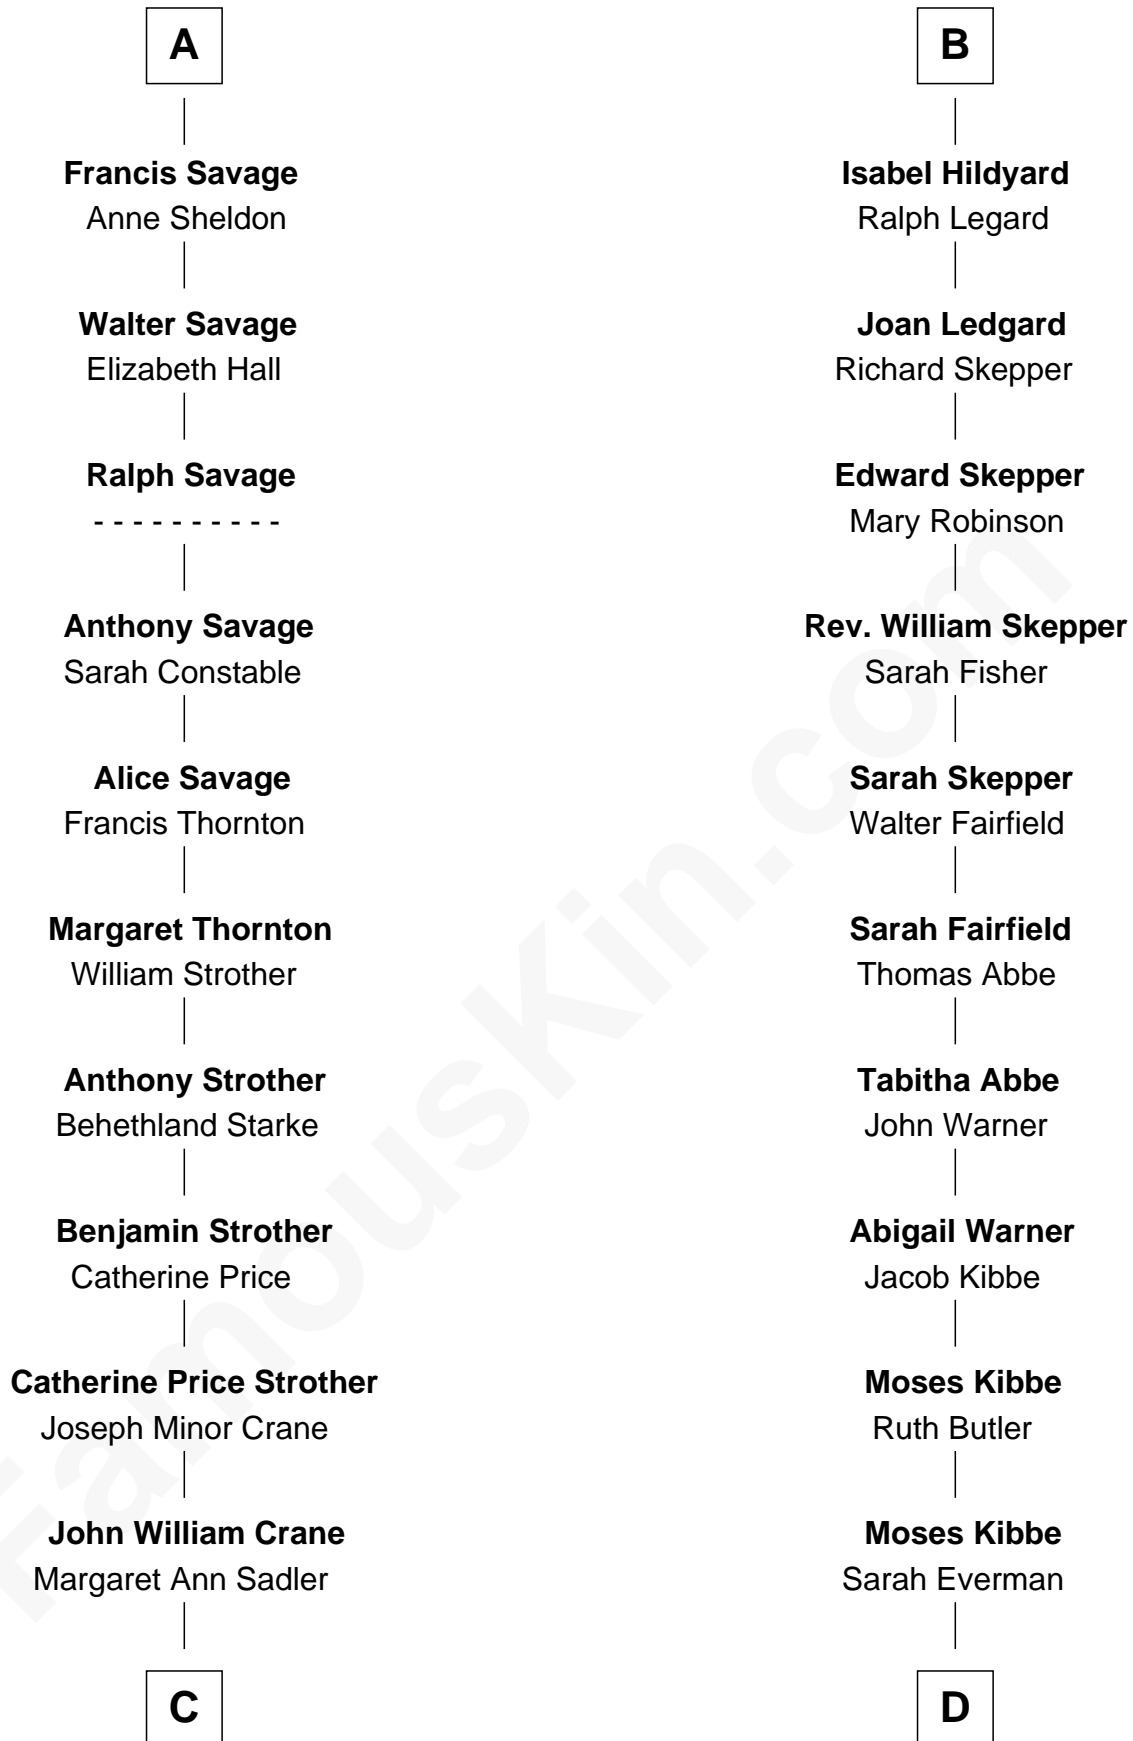 A
Francis Savage
Anne Sheldon
Walter Savage
Elizabeth Hall
Ralph Savage
- - - - - - - - - -
Anthony Savage
Sarah Constable
Alice Savage
Francis Thornton
Margaret Thornton
William Strother
Anthony Strother
Behethland Starke
Benjamin Strother
Catherine Price
Catherine Price Strother
Joseph Minor Crane
John William Crane
Margaret Ann Sadler
C
B
Isabel Hildyard
Ralph Legard
Joan Ledgard
Richard Skepper
Edward Skepper
Mary Robinson
Rev. William Skepper
Sarah Fisher
Sarah Skepper
Walter Fairfield
Sarah Fairfield
Thomas Abbe
Tabitha Abbe
John Warner
Abigail Warner
Jacob Kibbe
Moses Kibbe
Ruth Butler
Moses Kibbe
Sarah Everman
D
FamousKin.com